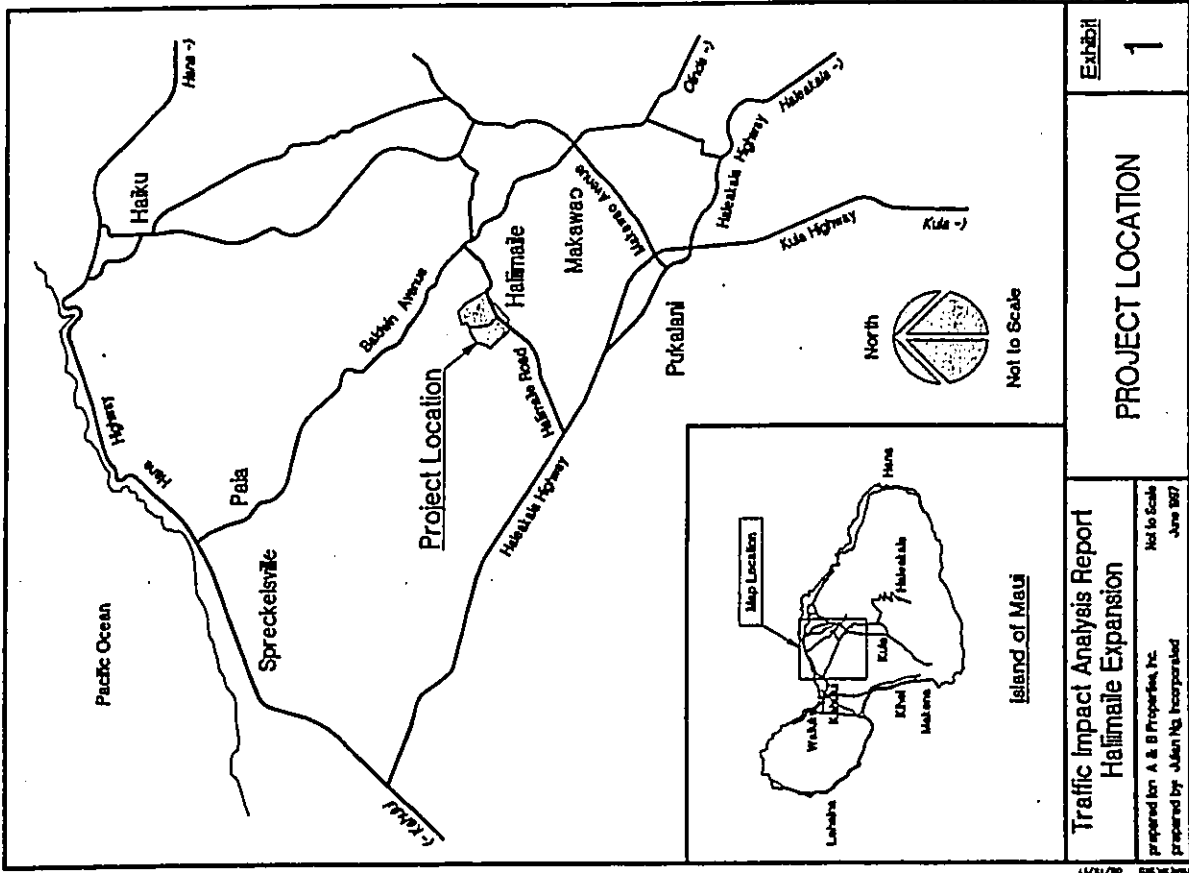 Pacific Ocean
Hana -)
Haiku
Hana
Highway
Paia
Spreckelsville
Baldwin Avenue
Project Location
Haliimaile
Haliimaile Road
Makawao
Makawao Avenue
Olinda -)
Haleakala Highway
Haleakala -)
Kula Highway
Kula -)
Pukalani
Haleakala Highway
(- Kahului
North
Not to Scale
Map Location
Lahaina
Wailuku
Kahului
Kihei
Makena
Kula
Haleakala
Hana
Island of Maui
Traffic Impact Analysis Report
Haliimaile Expansion
prepared for: A & B Properties, Inc.
Not to Scale
prepared by: Julian Ng, Incorporated
June 1997
PROJECT LOCATION
Exhibit
1